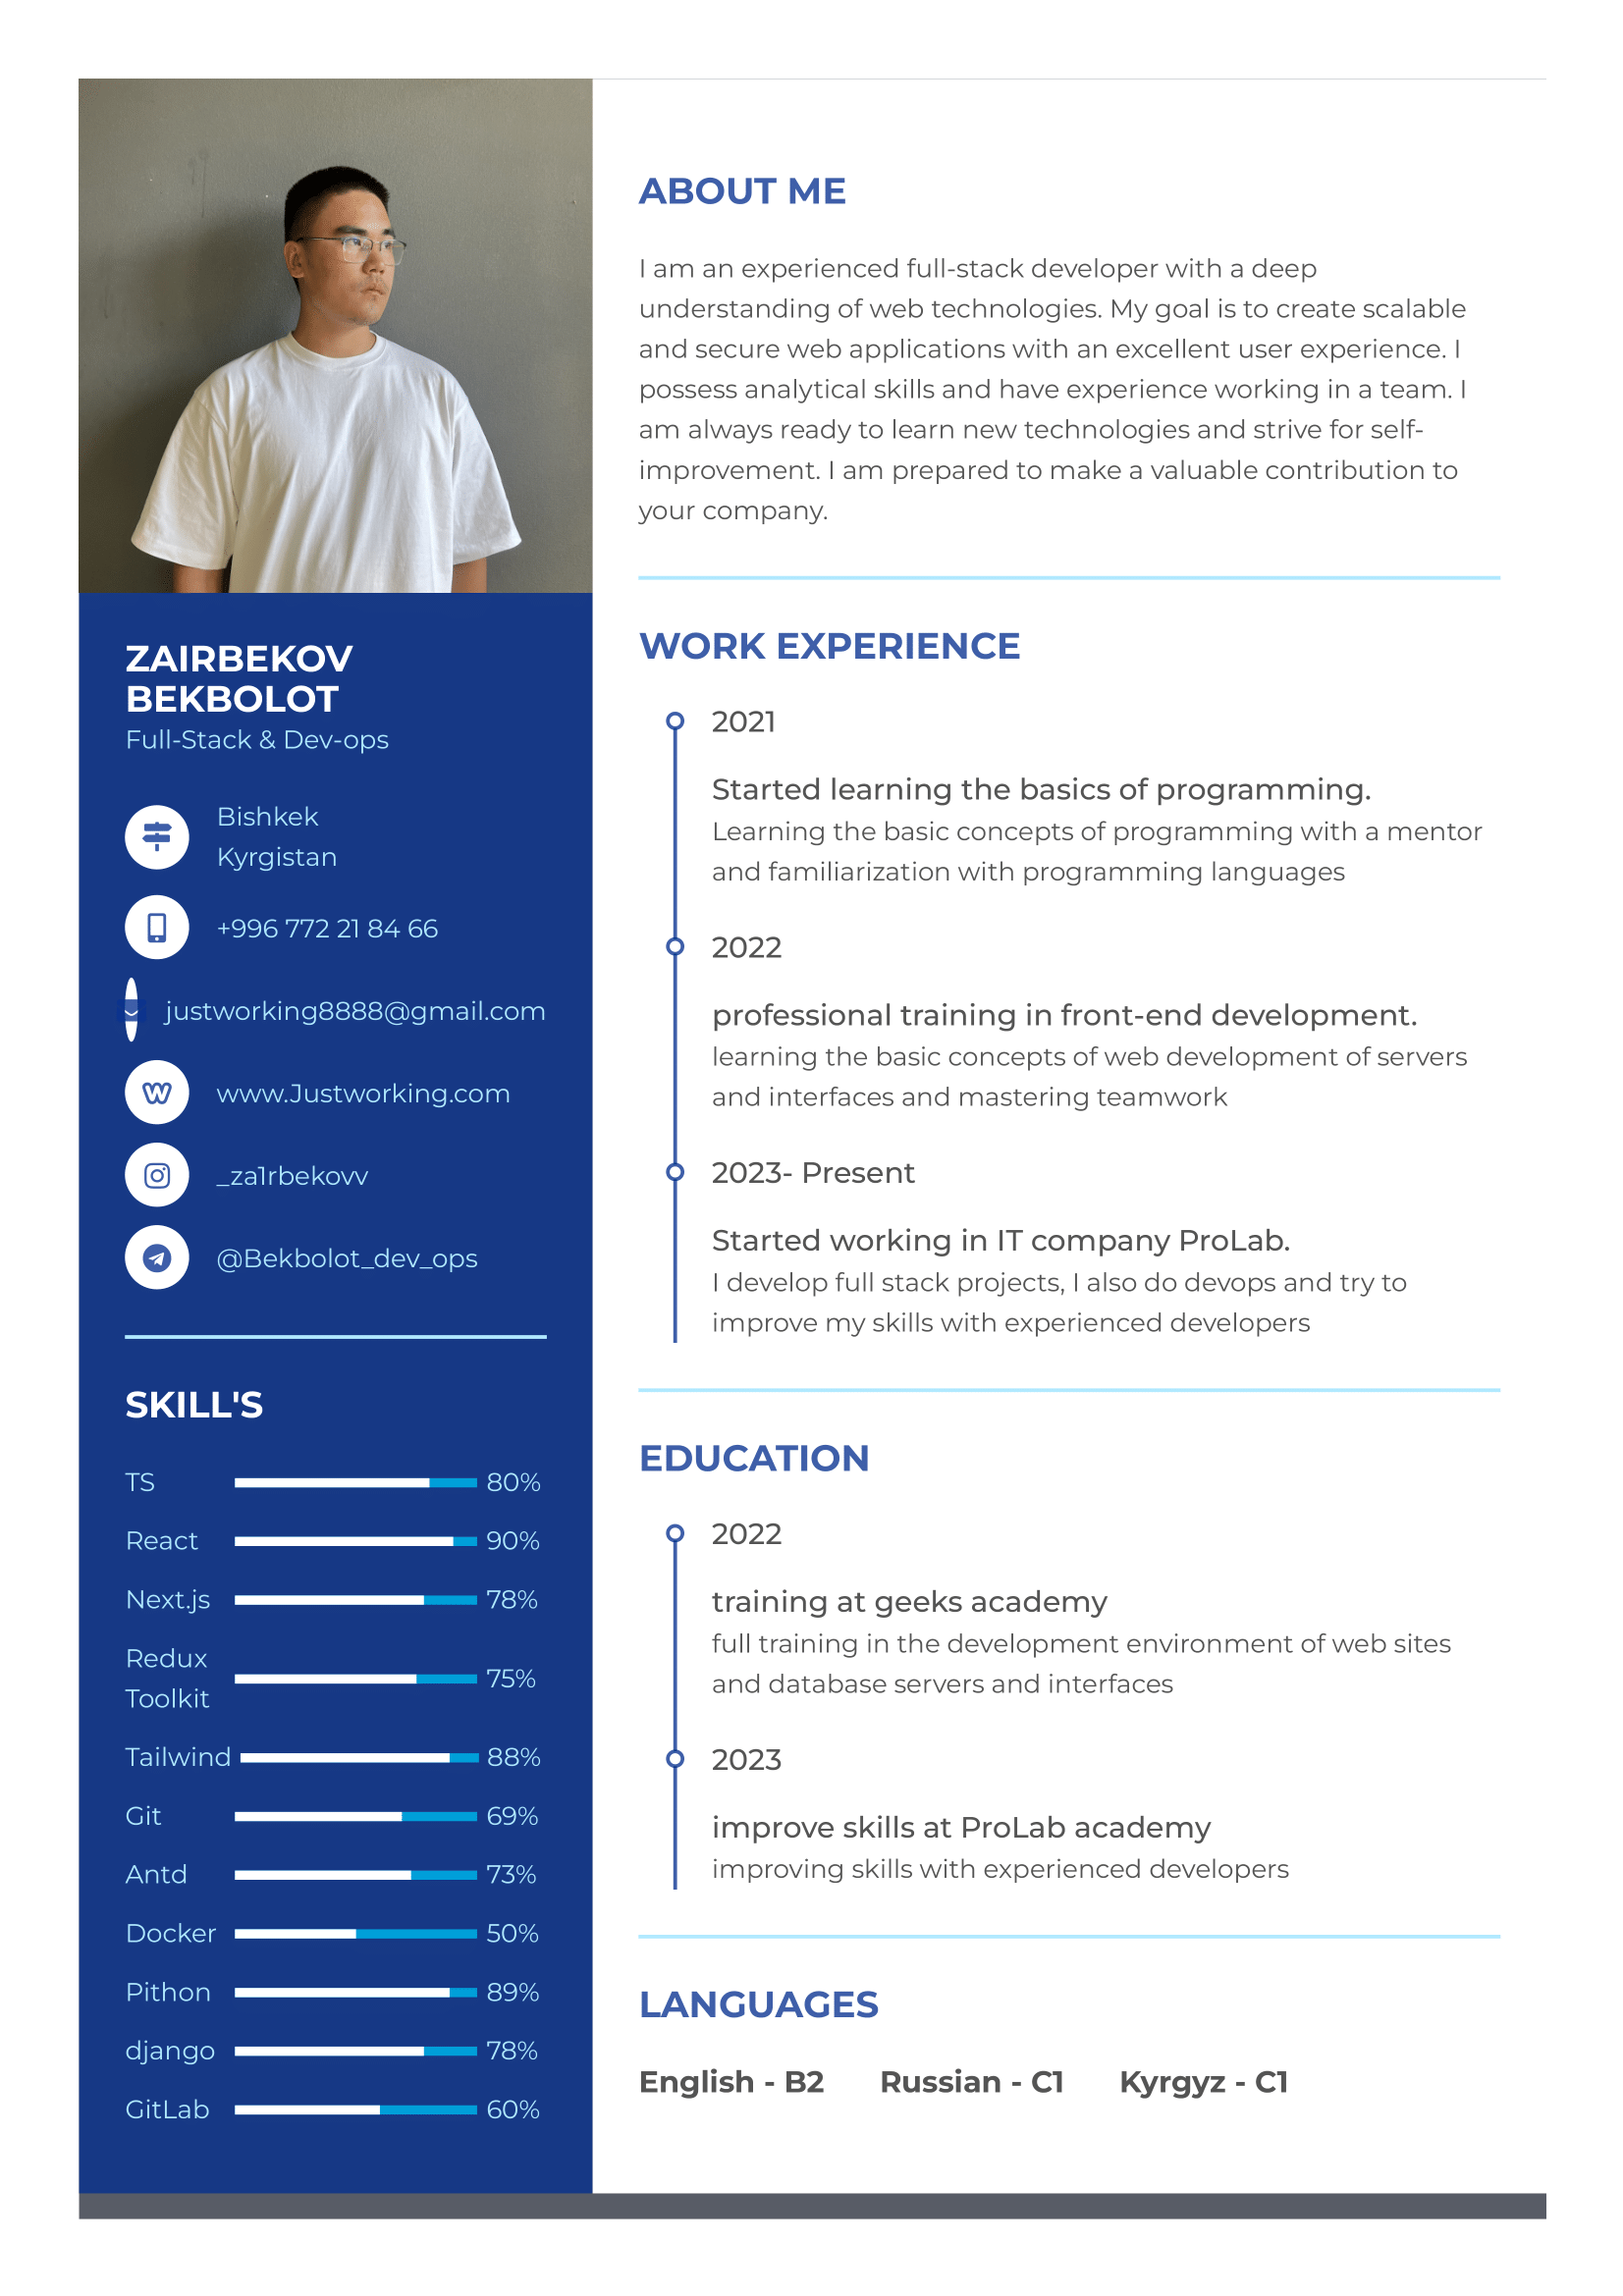 ZAIRBEKOV
BEKBOLOT
Full-Stack & Dev-ops
Bishkek
Kyrgistan
+996 772 21 84 66
justworking8888@gmail.com
www.Justworking.com
_za1rbekovv
@Bekbolot_dev_ops
SKILL'S
TS 80%
React 90%
Next.js 78%
Redux
Toolkit 75%
Tailwind 88%
Git 69%
Antd 73%
Docker 50%
Pithon 89%
django 78%
GitLab 60%
ABOUT ME
I am an experienced full-stack developer with a deep
understanding of web technologies. My goal is to create scalable
and secure web applications with an excellent user experience. I
possess analytical skills and have experience working in a team. I
am always ready to learn new technologies and strive for self-
improvement. I am prepared to make a valuable contribution to
your company.
WORK EXPERIENCE
2021
Started learning the basics of programming.
Learning the basic concepts of programming with a mentor
and familiarization with programming languages
2022
professional training in front-end development.
learning the basic concepts of web development of servers
and interfaces and mastering teamwork
2023- Present
Started working in IT company ProLab.
I develop full stack projects, I also do devops and try to
improve my skills with experienced developers
EDUCATION
2022
training at geeks academy
full training in the development environment of web sites
and database servers and interfaces
2023
improve skills at ProLab academy
improving skills with experienced developers
LANGUAGES
English - B2 Russian - C1 Kyrgyz - C1